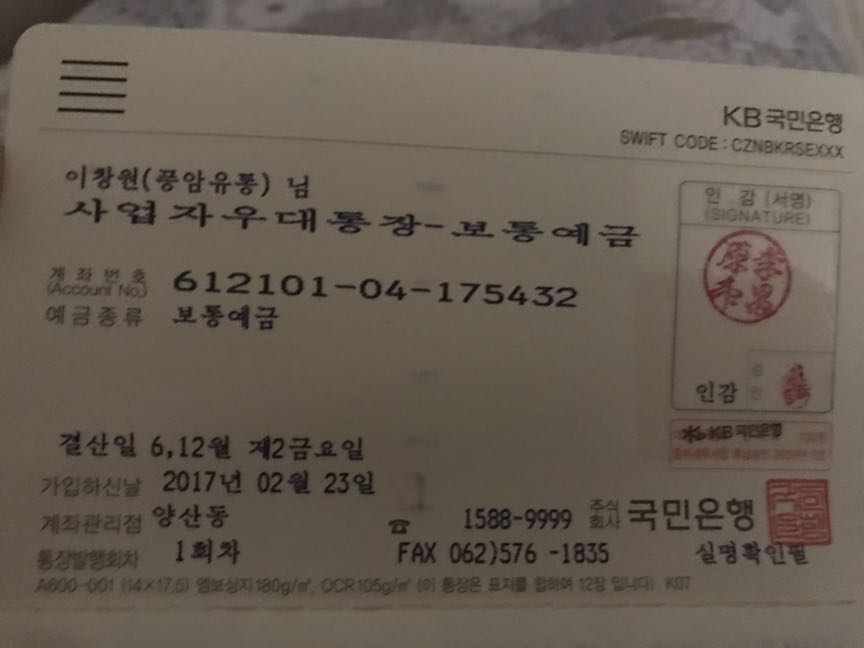 KB국민은행
SWIFT CODE : CZNBKRSEXXX
이창원(풍암유통) 님
사업자우대통장-보통예금
인 감 (서명)
(SIGNATURE)
계좌번호
(Account No.)
612101-04-175432
예금종류 보통예금
인감
KB국민은행
결산일 6,12월 제2금요일
가입하신날 2017년 02월 23일
계좌관리점 양산동
☎ 1588-9999 주식회사 국민은행
통장발행회차 1회차
FAX 062)576 -1835 실명확인필
A600-001 (14×17.5) 엠보싱지180g/㎡, OCR105g/㎡ (이 통장은 표지를 합하여 12장 입니다) K07